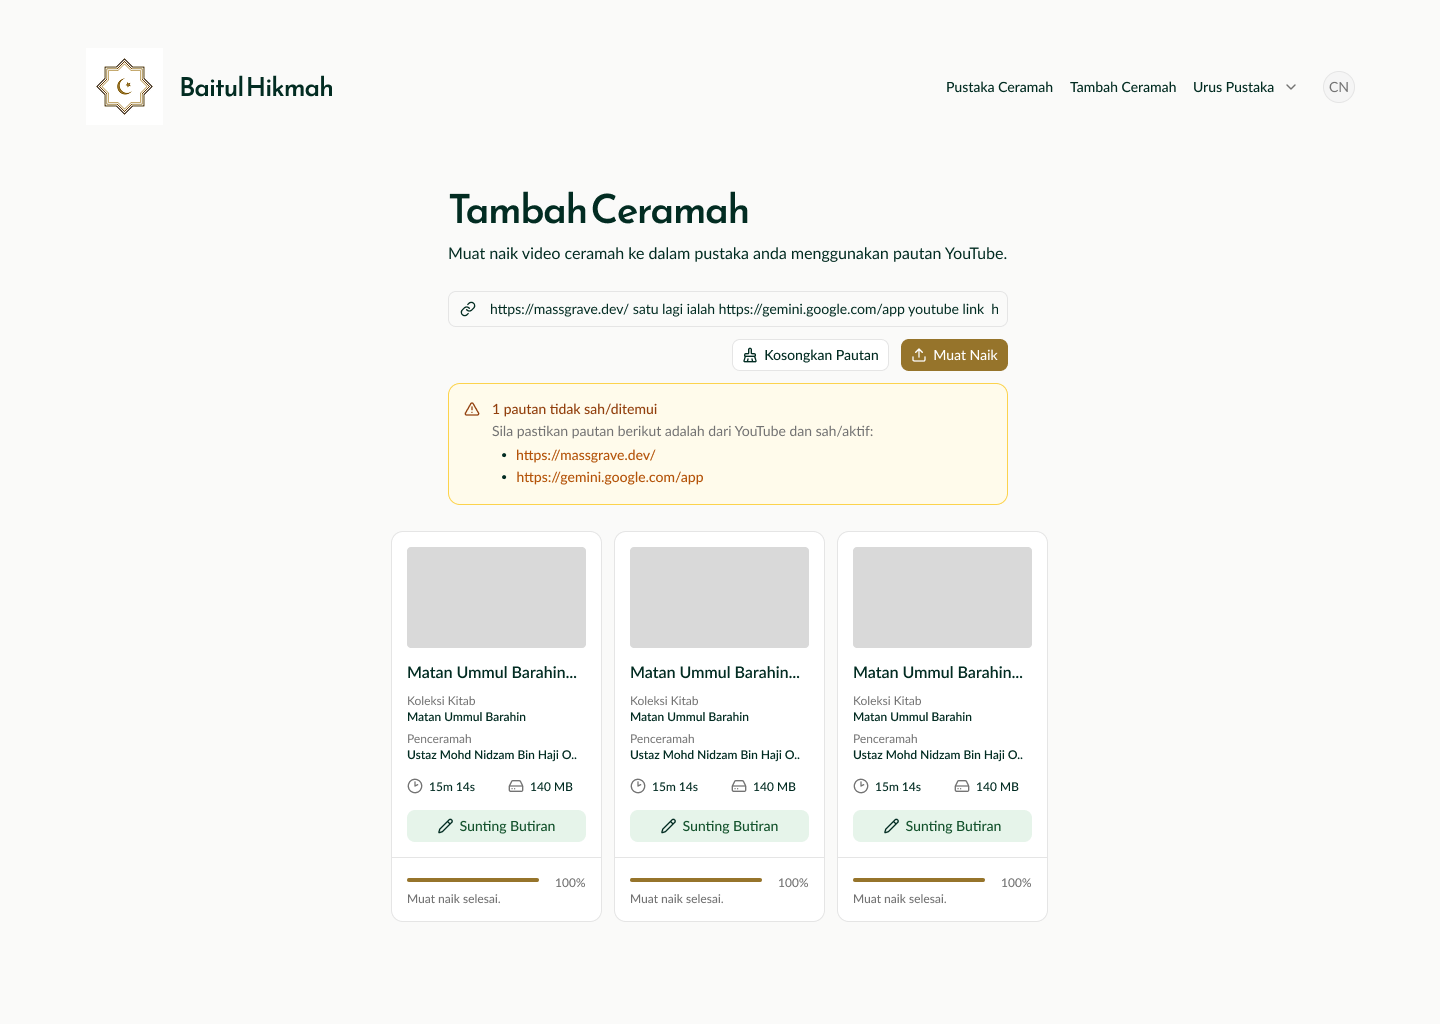 Baitul Hikmah
Pustaka Ceramah
Tambah Ceramah
Urus Pustaka
CN
Tambah Ceramah
Muat naik video ceramah ke dalam pustaka anda menggunakan pautan YouTube.
https://massgrave.dev/ satu lagi ialah https://gemini.google.com/app youtube link h
Kosongkan Pautan
Muat Naik
1 pautan tidak sah/ditemui
Sila pastikan pautan berikut adalah dari YouTube dan sah/aktif:
• https://massgrave.dev/
• https://gemini.google.com/app
Matan Ummul Barahin...
Koleksi Kitab
Matan Ummul Barahin
Penceramah
Ustaz Mohd Nidzam Bin Haji O..
15m 14s
140 MB
Sunting Butiran
100%
Muat naik selesai.
Matan Ummul Barahin...
Koleksi Kitab
Matan Ummul Barahin
Penceramah
Ustaz Mohd Nidzam Bin Haji O..
15m 14s
140 MB
Sunting Butiran
100%
Muat naik selesai.
Matan Ummul Barahin...
Koleksi Kitab
Matan Ummul Barahin
Penceramah
Ustaz Mohd Nidzam Bin Haji O..
15m 14s
140 MB
Sunting Butiran
100%
Muat naik selesai.